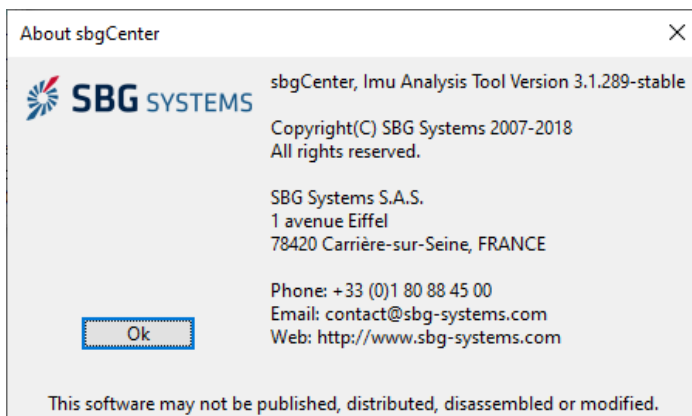 About sbgCenter
SBG SYSTEMS
sbgCenter, Imu Analysis Tool Version 3.1.289-stable
Copyright(C) SBG Systems 2007-2018
All rights reserved.
SBG Systems S.A.S.
1 avenue Eiffel
78420 Carrière-sur-Seine, FRANCE
Phone: +33 (0)1 80 88 45 00
Email: contact@sbg-systems.com
Web: http://www.sbg-systems.com
Ok
This software may not be published, distributed, disassembled or modified.